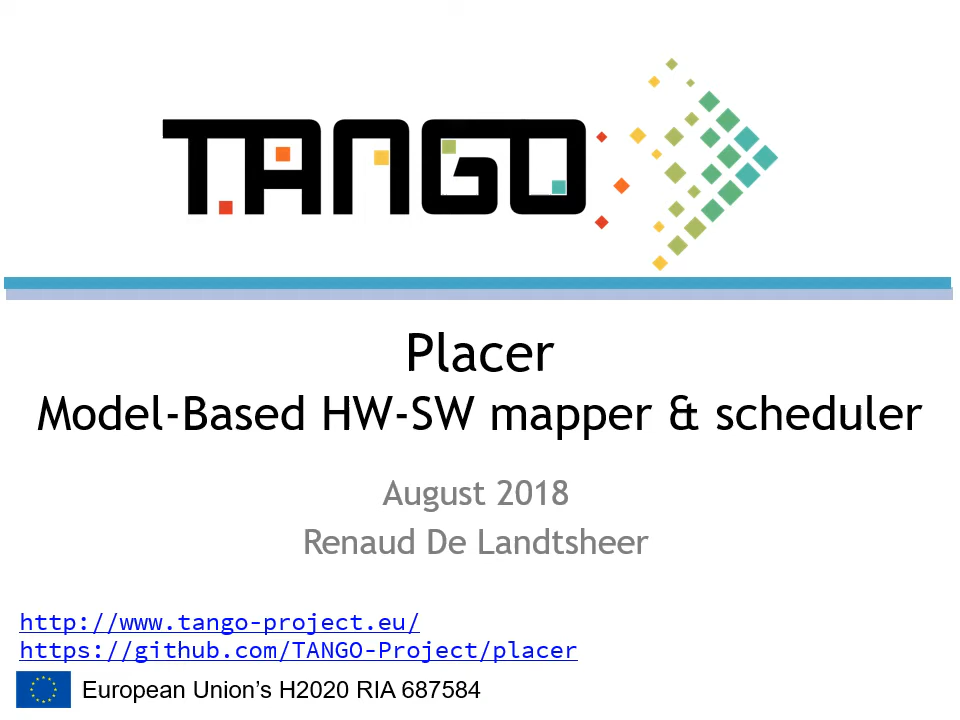 TANGO
Placer
Model-Based HW-SW mapper & scheduler
August 2018
Renaud De Landtsheer
http://www.tango-project.eu/
https://github.com/TANGO-Project/placer
European Union’s H2020 RIA 687584